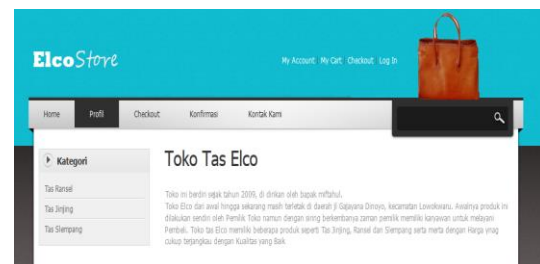 ElcoStore
My Account My Cart Checkout Log In
Home Profil Checkout Konfirmasi Kontak Kami
Kategori
Tas Ransel
Tas Jinjing
Tas Slempang
Toko Tas Elco
Toko ini berdiri sejak tahun 2009, di dirikan oleh bapak miftahul.
Toko Elco dari awal hingga sekarang masih terletak di daerah jl Gajayana Dinoyo, kecamatan Lowokwaru. Awalnya produk ini
dilakukan sendiri oleh Pemilik Toko namun dengan siring berkembanya zaman pemilik memiliki karyawan untuk melayani
Pembeli. Toko tas Elco memilki beberapa produk seperti Tas Jinjing, Ransel dan Slempang serta merta dengan Harga ynag
cukup terjangkau dengan Kualitas yang Baik